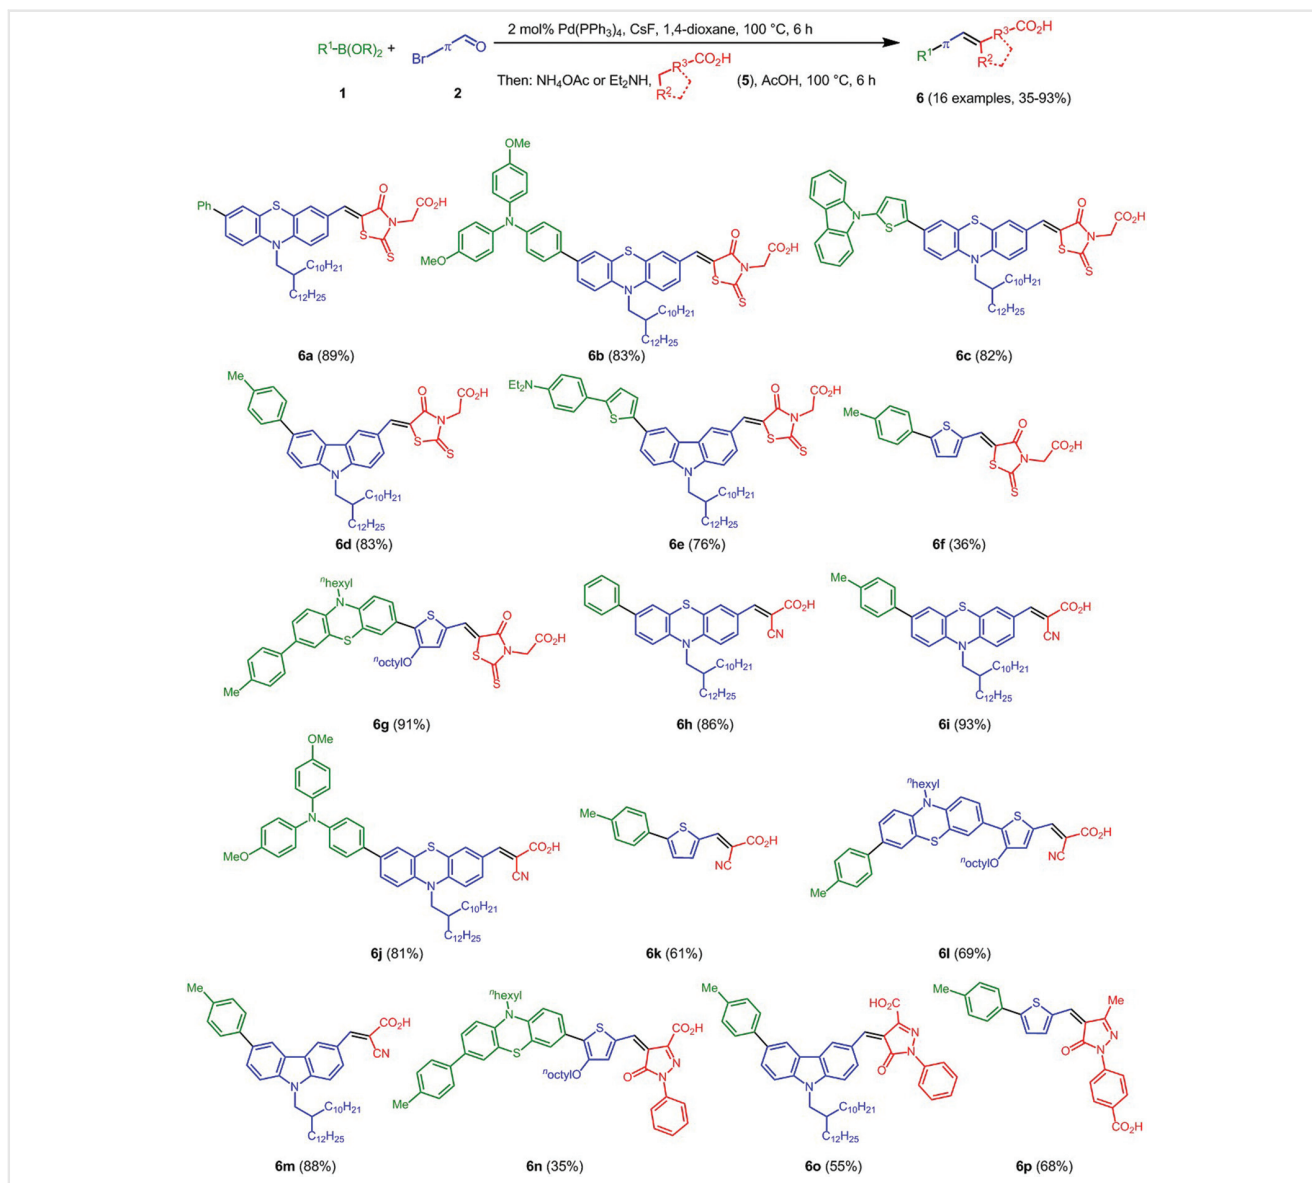 2 mol% Pd(PPh₃)₄, CsF, 1,4-dioxane, 100 °C, 6 h
R¹-B(OR)₂ + Br π O
R¹ π R² R³ CO₂H
Then: NH₄OAc or Et₂NH, R² R³ CO₂H (5), AcOH, 100 °C, 6 h
1 2
6 (16 examples, 35-93%)
Ph S N C₁₀H₂₁ C₁₂H₂₅ O N S S CO₂H
OMe MeO N S N C₁₀H₂₁ C₁₂H₂₅ O N S S CO₂H
N S S N C₁₀H₂₁ C₁₂H₂₅ O N S S CO₂H
6a (89%) 6b (83%) 6c (82%)
Me N C₁₀H₂₁ C₁₂H₂₅ O N S S CO₂H
Et₂N S N C₁₀H₂₁ C₁₂H₂₅ O N S S CO₂H
Me S O N S S CO₂H
6d (83%) 6e (76%) 6f (36%)
ⁿhexyl N S Me S ⁿoctylO O N S S CO₂H
S N C₁₀H₂₁ C₁₂H₂₅ CO₂H CN
Me S N C₁₀H₂₁ C₁₂H₂₅ CO₂H CN
6g (91%) 6h (86%) 6i (93%)
OMe MeO N S N C₁₀H₂₁ C₁₂H₂₅ CO₂H CN
Me S CO₂H NC
ⁿhexyl N S Me S ⁿoctylO CO₂H NC
6j (81%) 6k (61%) 6l (69%)
Me N C₁₀H₂₁ C₁₂H₂₅ CO₂H CN
ⁿhexyl N S Me S ⁿoctylO CO₂H N N O
Me N C₁₀H₂₁ C₁₂H₂₅ HO₂C N N O
Me S Me N N O CO₂H
6m (88%) 6n (35%) 6o (55%) 6p (68%)